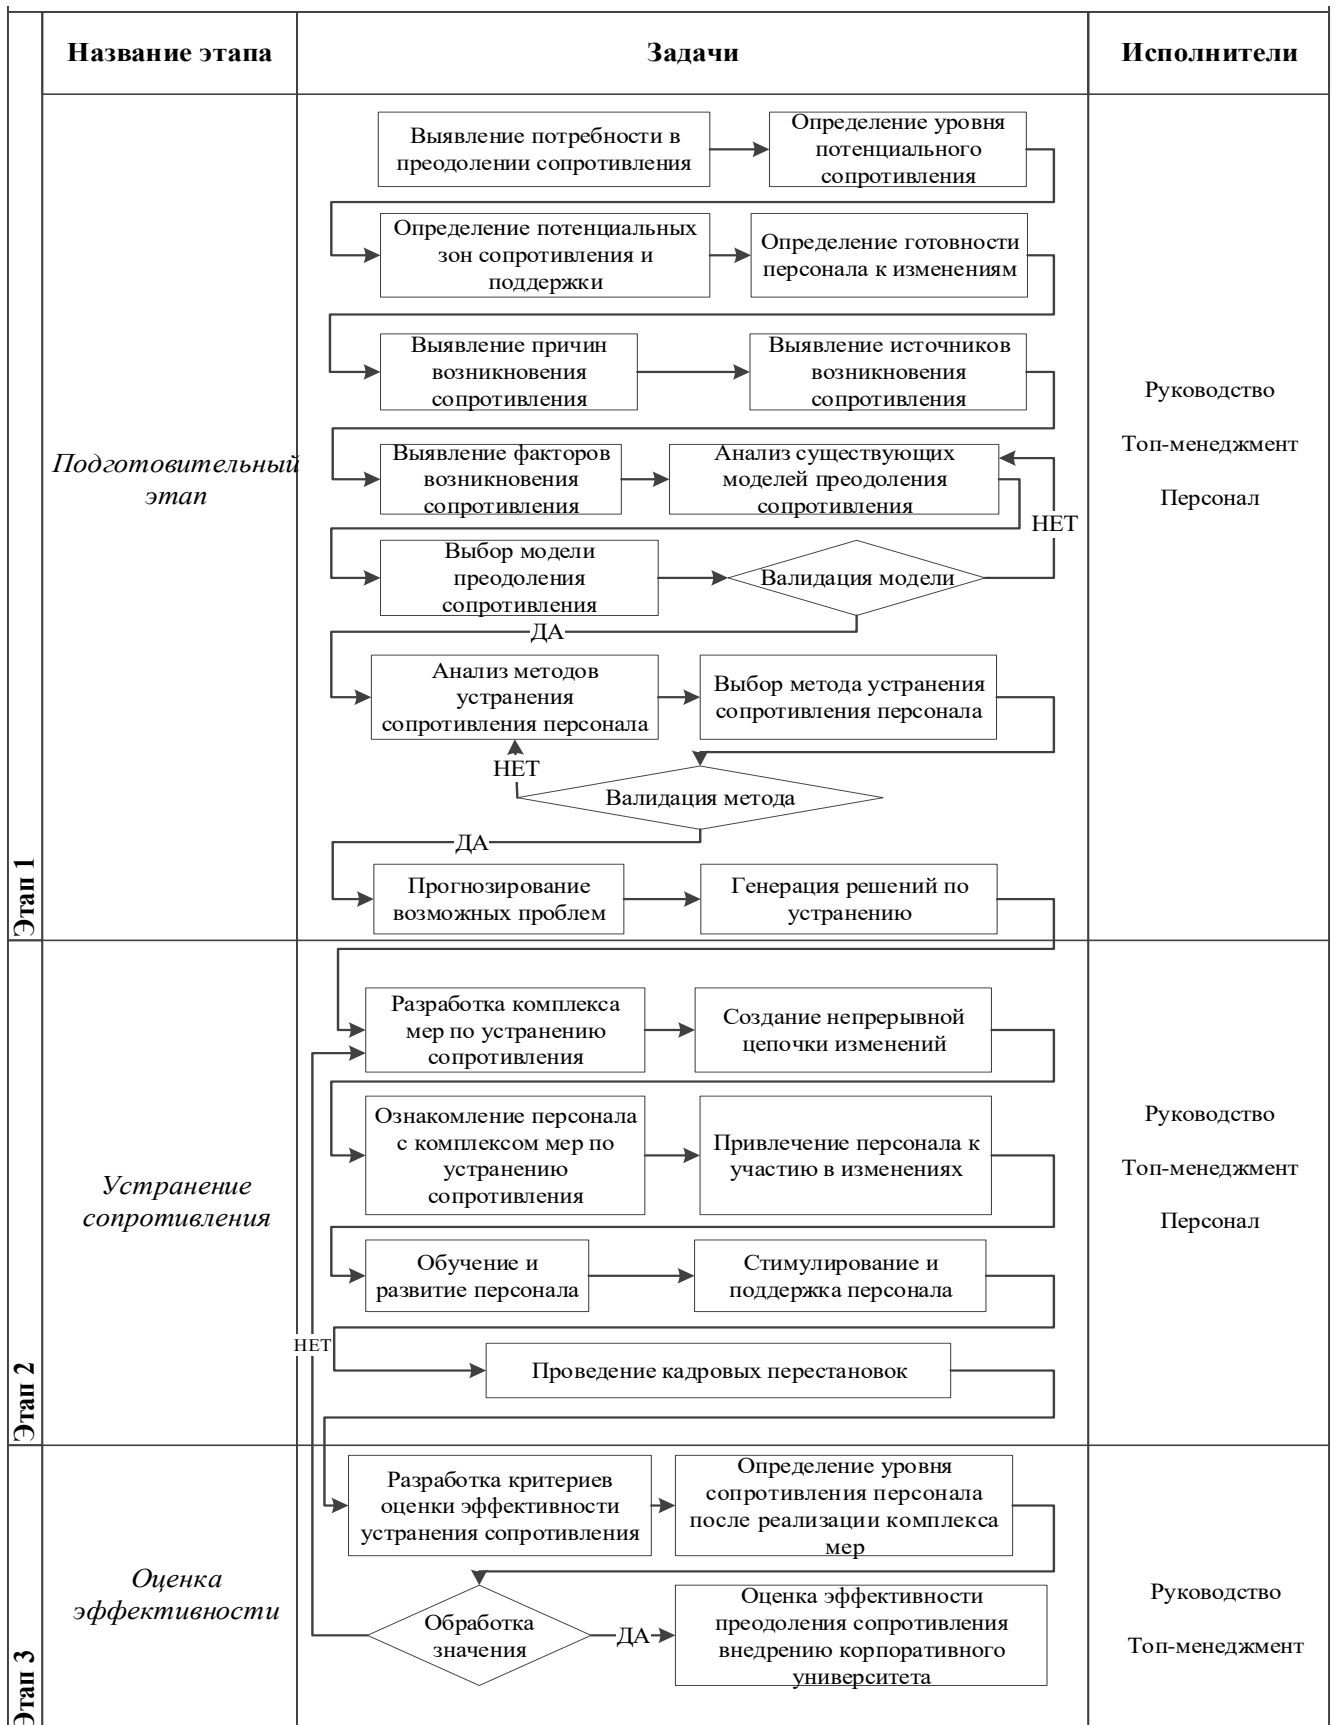 Название этапа
Задачи
Исполнители
Этап 1
Подготовительный
этап
Выявление потребности в
преодолении сопротивления
Определение уровня
потенциального
сопротивления
Определение потенциальных
зон сопротивления и
поддержки
Определение готовности
персонала к изменениям
Выявление причин
возникновения
сопротивления
Выявление источников
возникновения
сопротивления
Выявление факторов
возникновения
сопротивления
Анализ существующих
моделей преодоления
сопротивления
НЕТ
Выбор модели
преодоления
сопротивления
Валидация модели
ДА
Анализ методов
устранения
сопротивления персонала
Выбор метода устранения
сопротивления персонала
НЕТ
Валидация метода
ДА
Прогнозирование
возможных проблем
Генерация решений по
устранению
Руководство
Топ-менеджмент
Персонал
Этап 2
Устранение
сопротивления
Разработка комплекса
мер по устранению
сопротивления
Создание непрерывной
цепочки изменений
Ознакомление персонала
с комплексом мер по
устранению
сопротивления
Привлечение персонала к
участию в изменениях
Обучение и
развитие персонала
Стимулирование и
поддержка персонала
НЕТ
Проведение кадровых перестановок
Руководство
Топ-менеджмент
Персонал
Этап 3
Оценка
эффективности
Разработка критериев
оценки эффективности
устранения сопротивления
Определение уровня
сопротивления персонала
после реализации комплекса
мер
Обработка
значения
ДА
Оценка эффективности
преодоления сопротивления
внедрению корпоративного
университета
Руководство
Топ-менеджмент